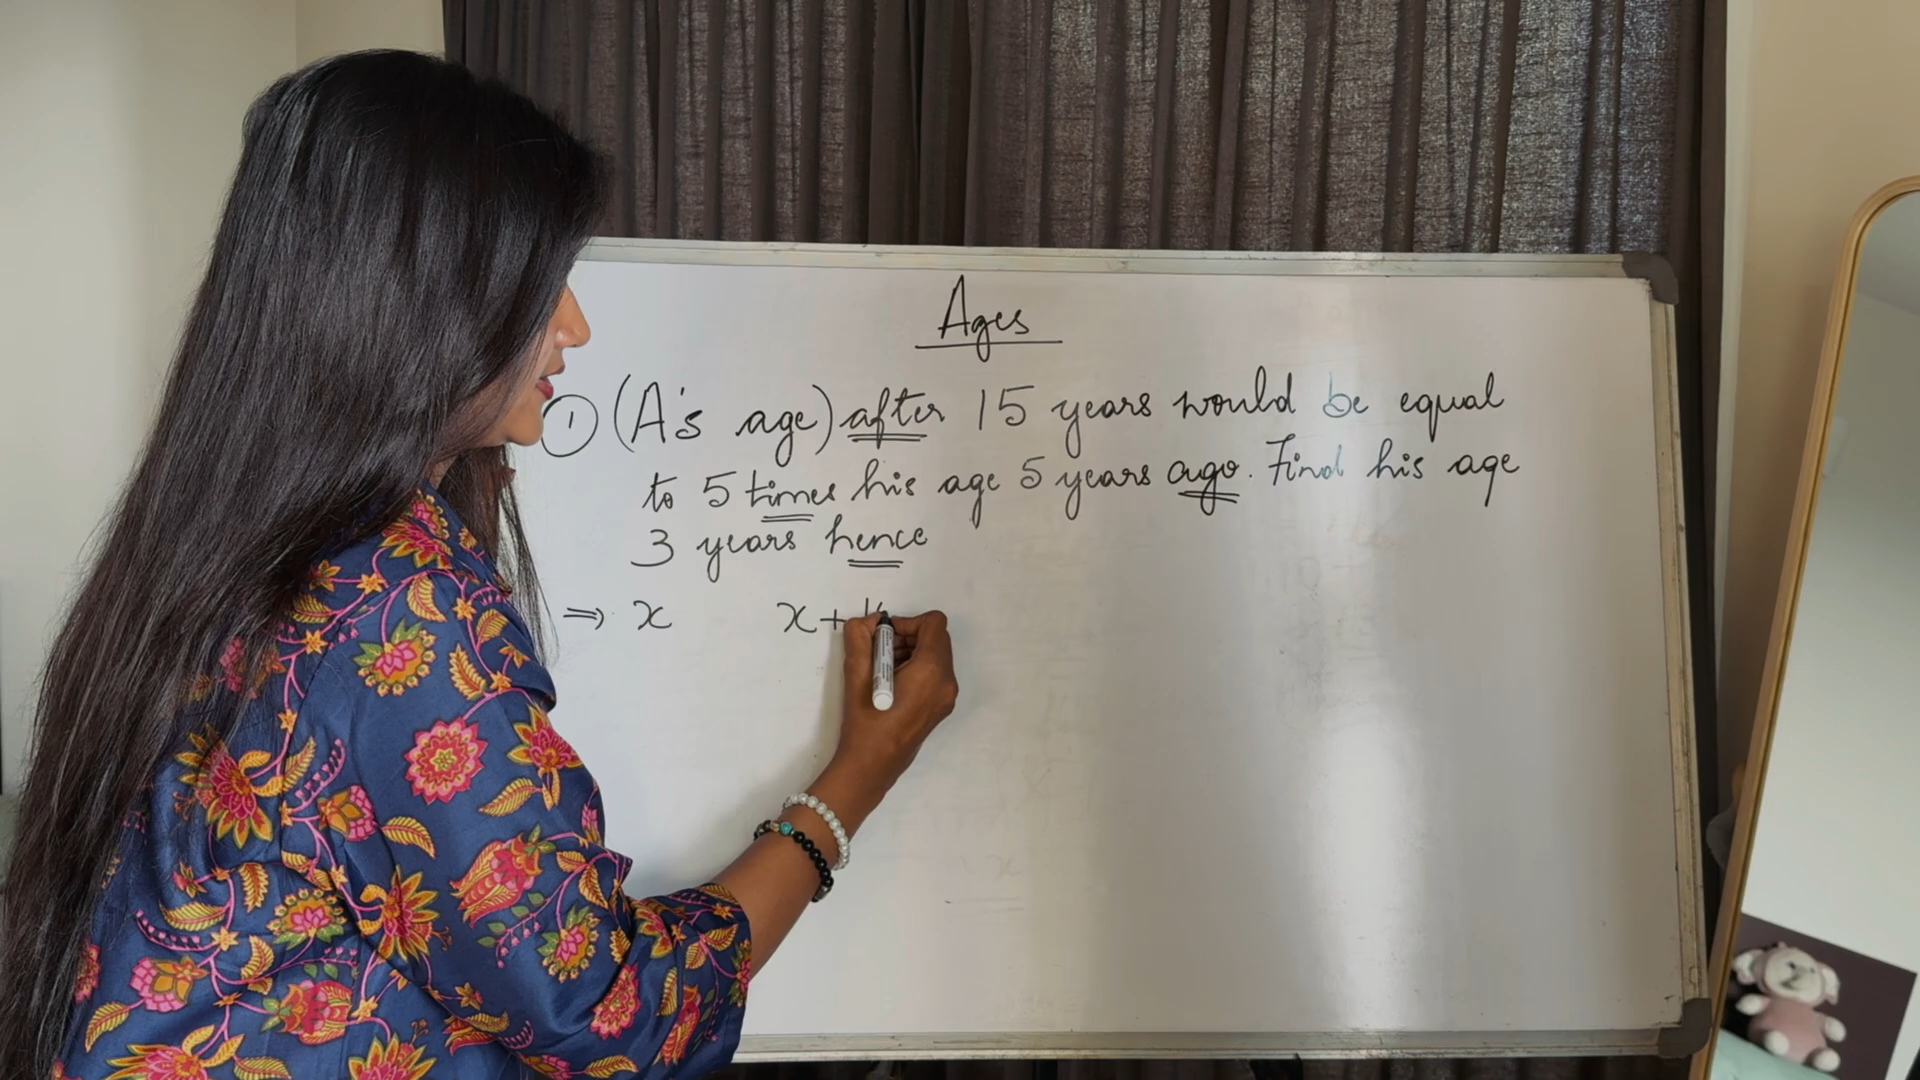 Ages
① (A's age) after 15 years would be equal
to 5 times his age 5 years ago. Find his age
3 years hence
⇒ x x+1